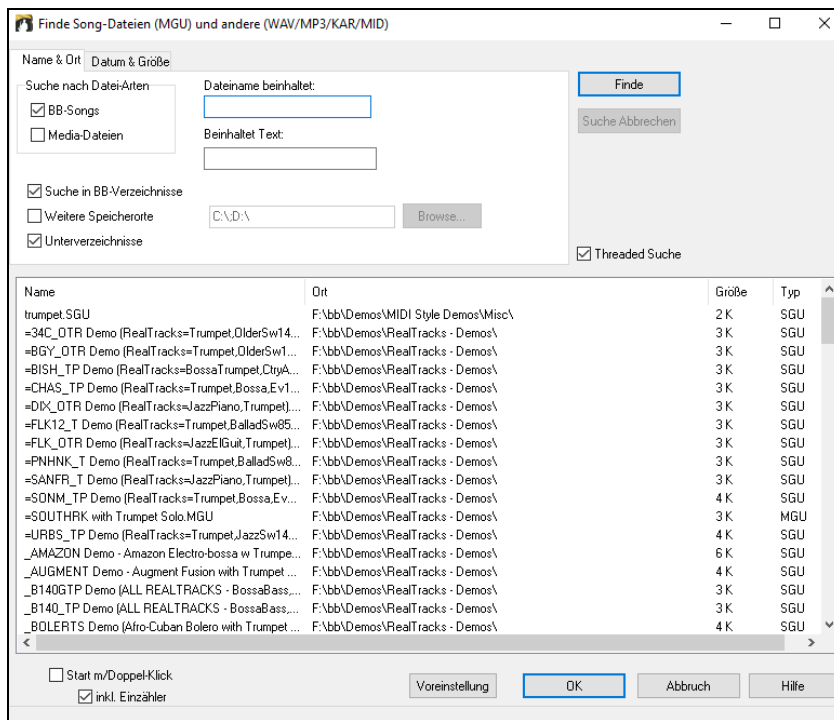 Finde Song-Dateien (MGU) und andere (WAV/MP3/KAR/MID)
Name & Ort Datum & Größe
Suche nach Datei-Arten Dateiname beinhaltet: Finde
BB-Songs
Suche Abbrechen
Media-Dateien Beinhaltet Text:
Suche in BB-Verzeichnisse
Weitere Speicherorte C:\;D:\ Browse...
Unterverzeichnisse
Threaded Suche
Name Ort Größe Typ
trumpet.SGU F:\bb\Demos\MIDI Style Demos\Misc\ 2 K SGU
=34C_OTR Demo (RealTracks=Trumpet,OlderSw14... F:\bb\Demos\RealTracks - Demos\ 3 K SGU
=BGY_OTR Demo (RealTracks=Trumpet,OlderSw1... F:\bb\Demos\RealTracks - Demos\ 3 K SGU
=BISH_TP Demo (RealTracks=BossaTrumpet,CtryA... F:\bb\Demos\RealTracks - Demos\ 3 K SGU
=CHAS_TP Demo (RealTracks=Trumpet,Bossa,Ev1... F:\bb\Demos\RealTracks - Demos\ 3 K SGU
=DIX_OTR Demo (RealTracks=JazzPiano,Trumpet).... F:\bb\Demos\RealTracks - Demos\ 3 K SGU
=FLK12_T Demo (RealTracks=Trumpet,BalladSw85... F:\bb\Demos\RealTracks - Demos\ 3 K SGU
=FLK_OTR Demo (RealTracks=JazzElGuit,Trumpet)... F:\bb\Demos\RealTracks - Demos\ 3 K SGU
=PNHNK_T Demo (RealTracks=Trumpet,BalladSw8... F:\bb\Demos\RealTracks - Demos\ 3 K SGU
=SANFR_T Demo (RealTracks=JazzPiano,Trumpet)... F:\bb\Demos\RealTracks - Demos\ 3 K SGU
=SONM_TP Demo (RealTracks=Trumpet,Bossa,Ev... F:\bb\Demos\RealTracks - Demos\ 4 K SGU
=SOUTHRK with Trumpet Solo.MGU F:\bb\Demos\RealTracks - Demos\ 3 K MGU
=URBS_TP Demo (RealTracks=Trumpet,JazzSw14... F:\bb\Demos\RealTracks - Demos\ 4 K SGU
_AMAZON Demo - Amazon Electro-bossa w Trumpe... F:\bb\Demos\RealTracks - Demos\ 6 K SGU
_AUGMENT Demo - Augment Fusion with Trumpet ... F:\bb\Demos\RealTracks - Demos\ 4 K SGU
_B140GTP Demo (ALL REALTRACKS - BossaBass,... F:\bb\Demos\RealTracks - Demos\ 3 K SGU
_B140_TP Demo (ALL REALTRACKS - BossaBass,... F:\bb\Demos\RealTracks - Demos\ 3 K SGU
_BOLERTS Demo (Afro-Cuban Bolero with Trumpet ... F:\bb\Demos\RealTracks - Demos\ 4 K SGU
Start m/Doppel-Klick
inkl. Einzähler Voreinstellung OK Abbruch Hilfe